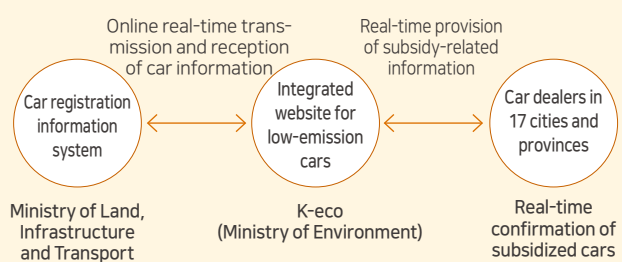 Online real-time trans-
mission and reception
of car information
Real-time provision
of subsidy-related
information
Car registration
information
system
Integrated
website for
low-emission
cars
Car dealers in
17 cities and
provinces
Ministry of Land,
Infrastructure
and Transport
K-eco
(Ministry of Environment)
Real-time
confirmation of
subsidized cars